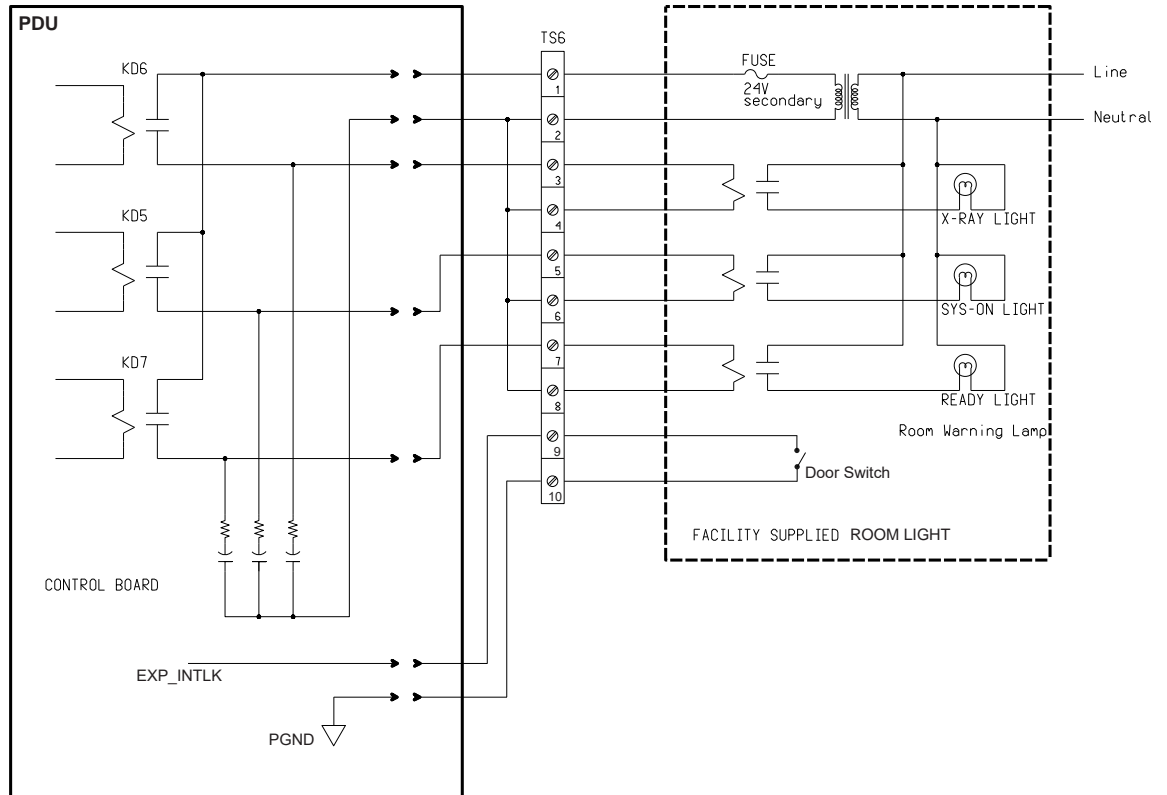 PDU
TS6
KD6
FUSE
24V
secondary
Line
Neutral
1
2
3
4
5
6
7
8
9
10
KD5
KD7
X-RAY LIGHT
SYS-ON LIGHT
READY LIGHT
Room Warning Lamp
Door Switch
FACILITY SUPPLIED ROOM LIGHT
CONTROL BOARD
EXP_INTLK
PGND